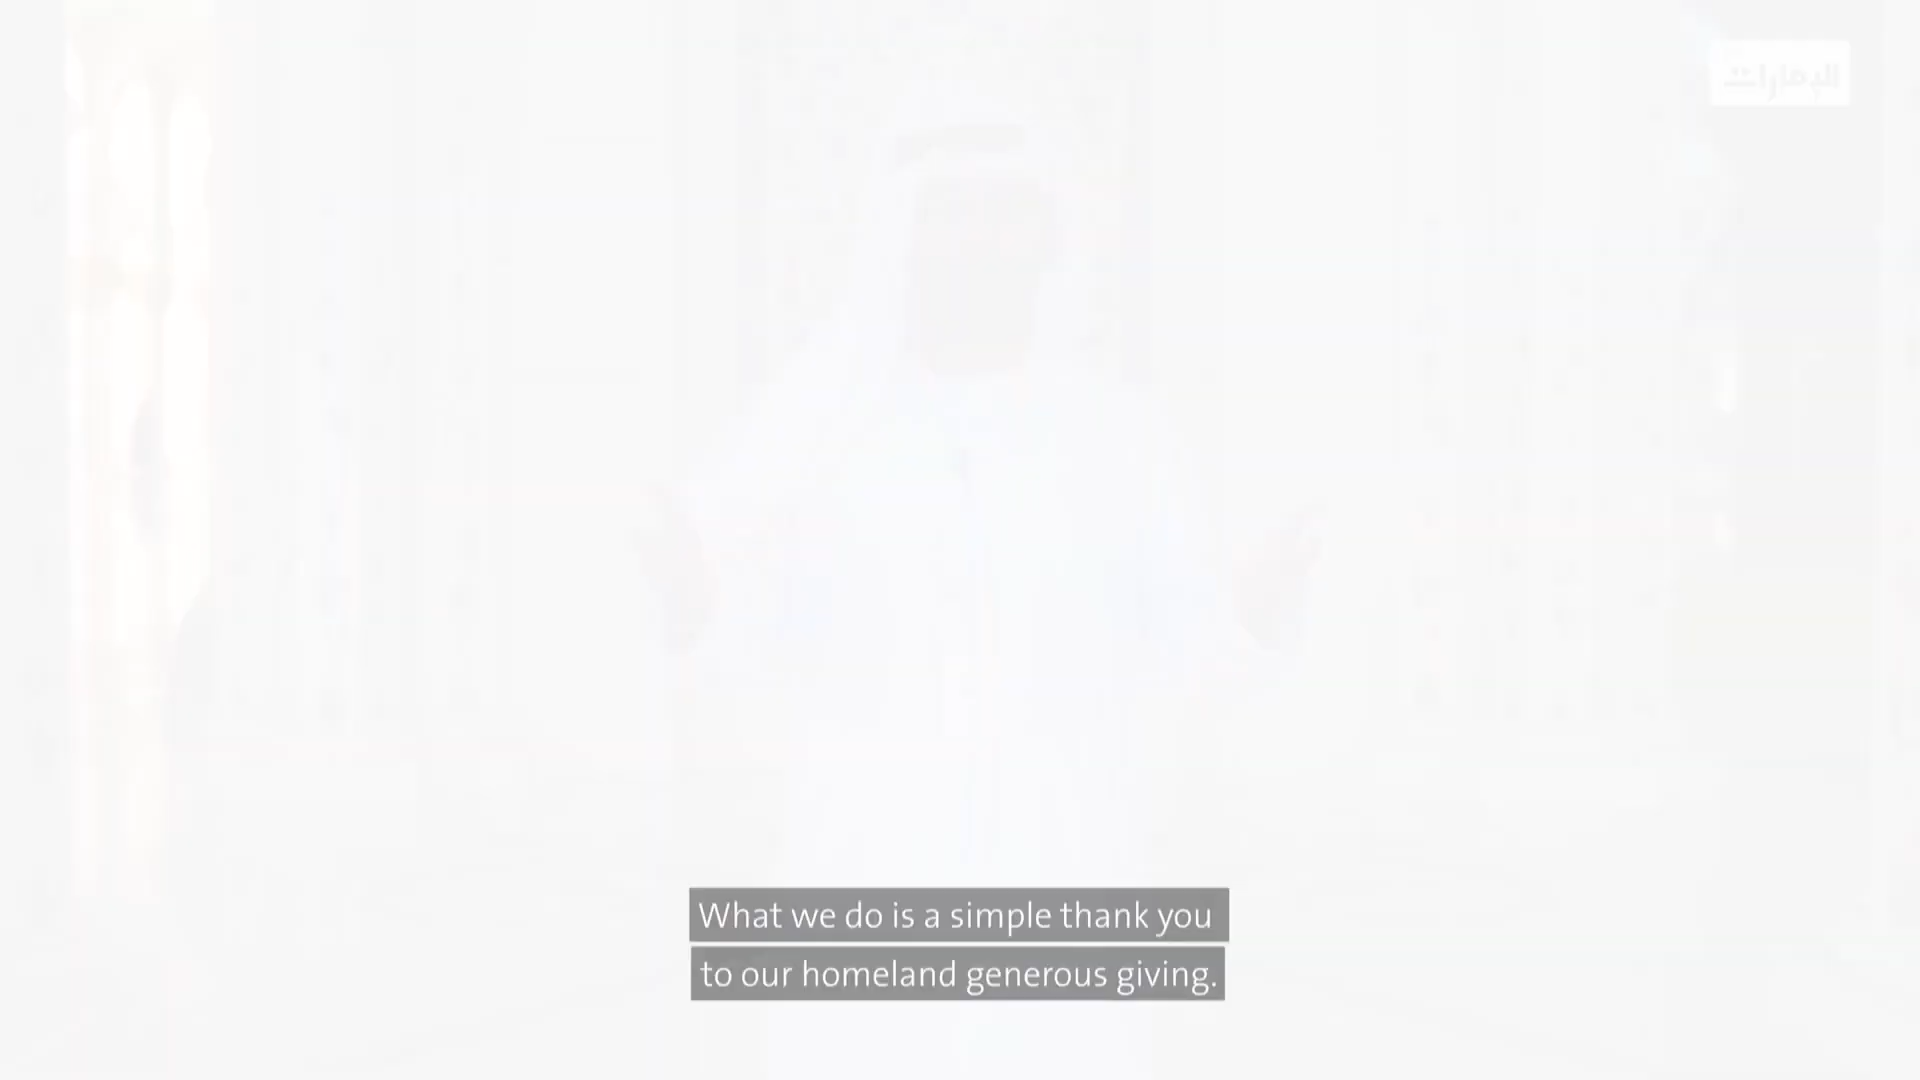 الإمارات
What we do is a simple thank you
to our homeland generous giving.